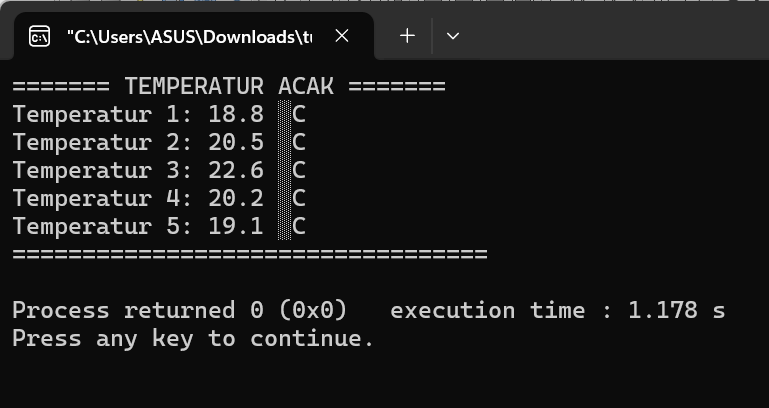 "C:\Users\ASUS\Downloads\tu
======= TEMPERATUR ACAK =======
Temperatur 1: 18.8 ░C
Temperatur 2: 20.5 ░C
Temperatur 3: 22.6 ░C
Temperatur 4: 20.2 ░C
Temperatur 5: 19.1 ░C
==================================

Process returned 0 (0x0)   execution time : 1.178 s
Press any key to continue.